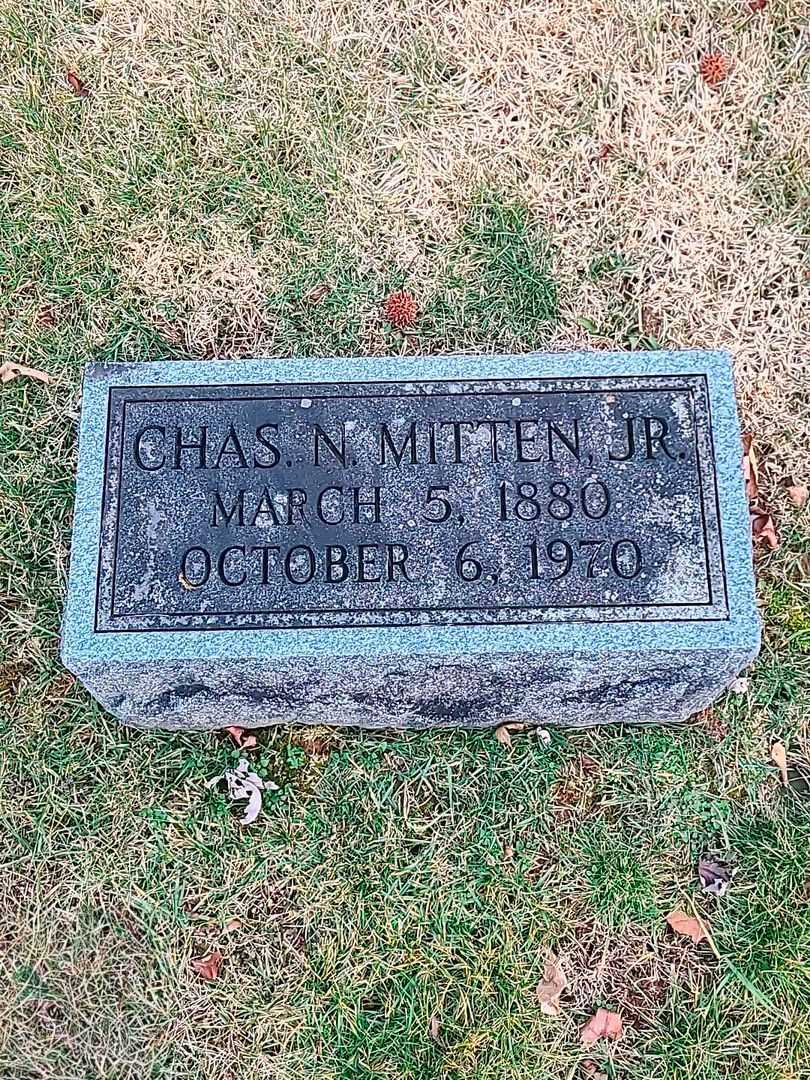 CHAS. N. MITTEN, JR.
MARCH 5, 1880
OCTOBER 6, 1970